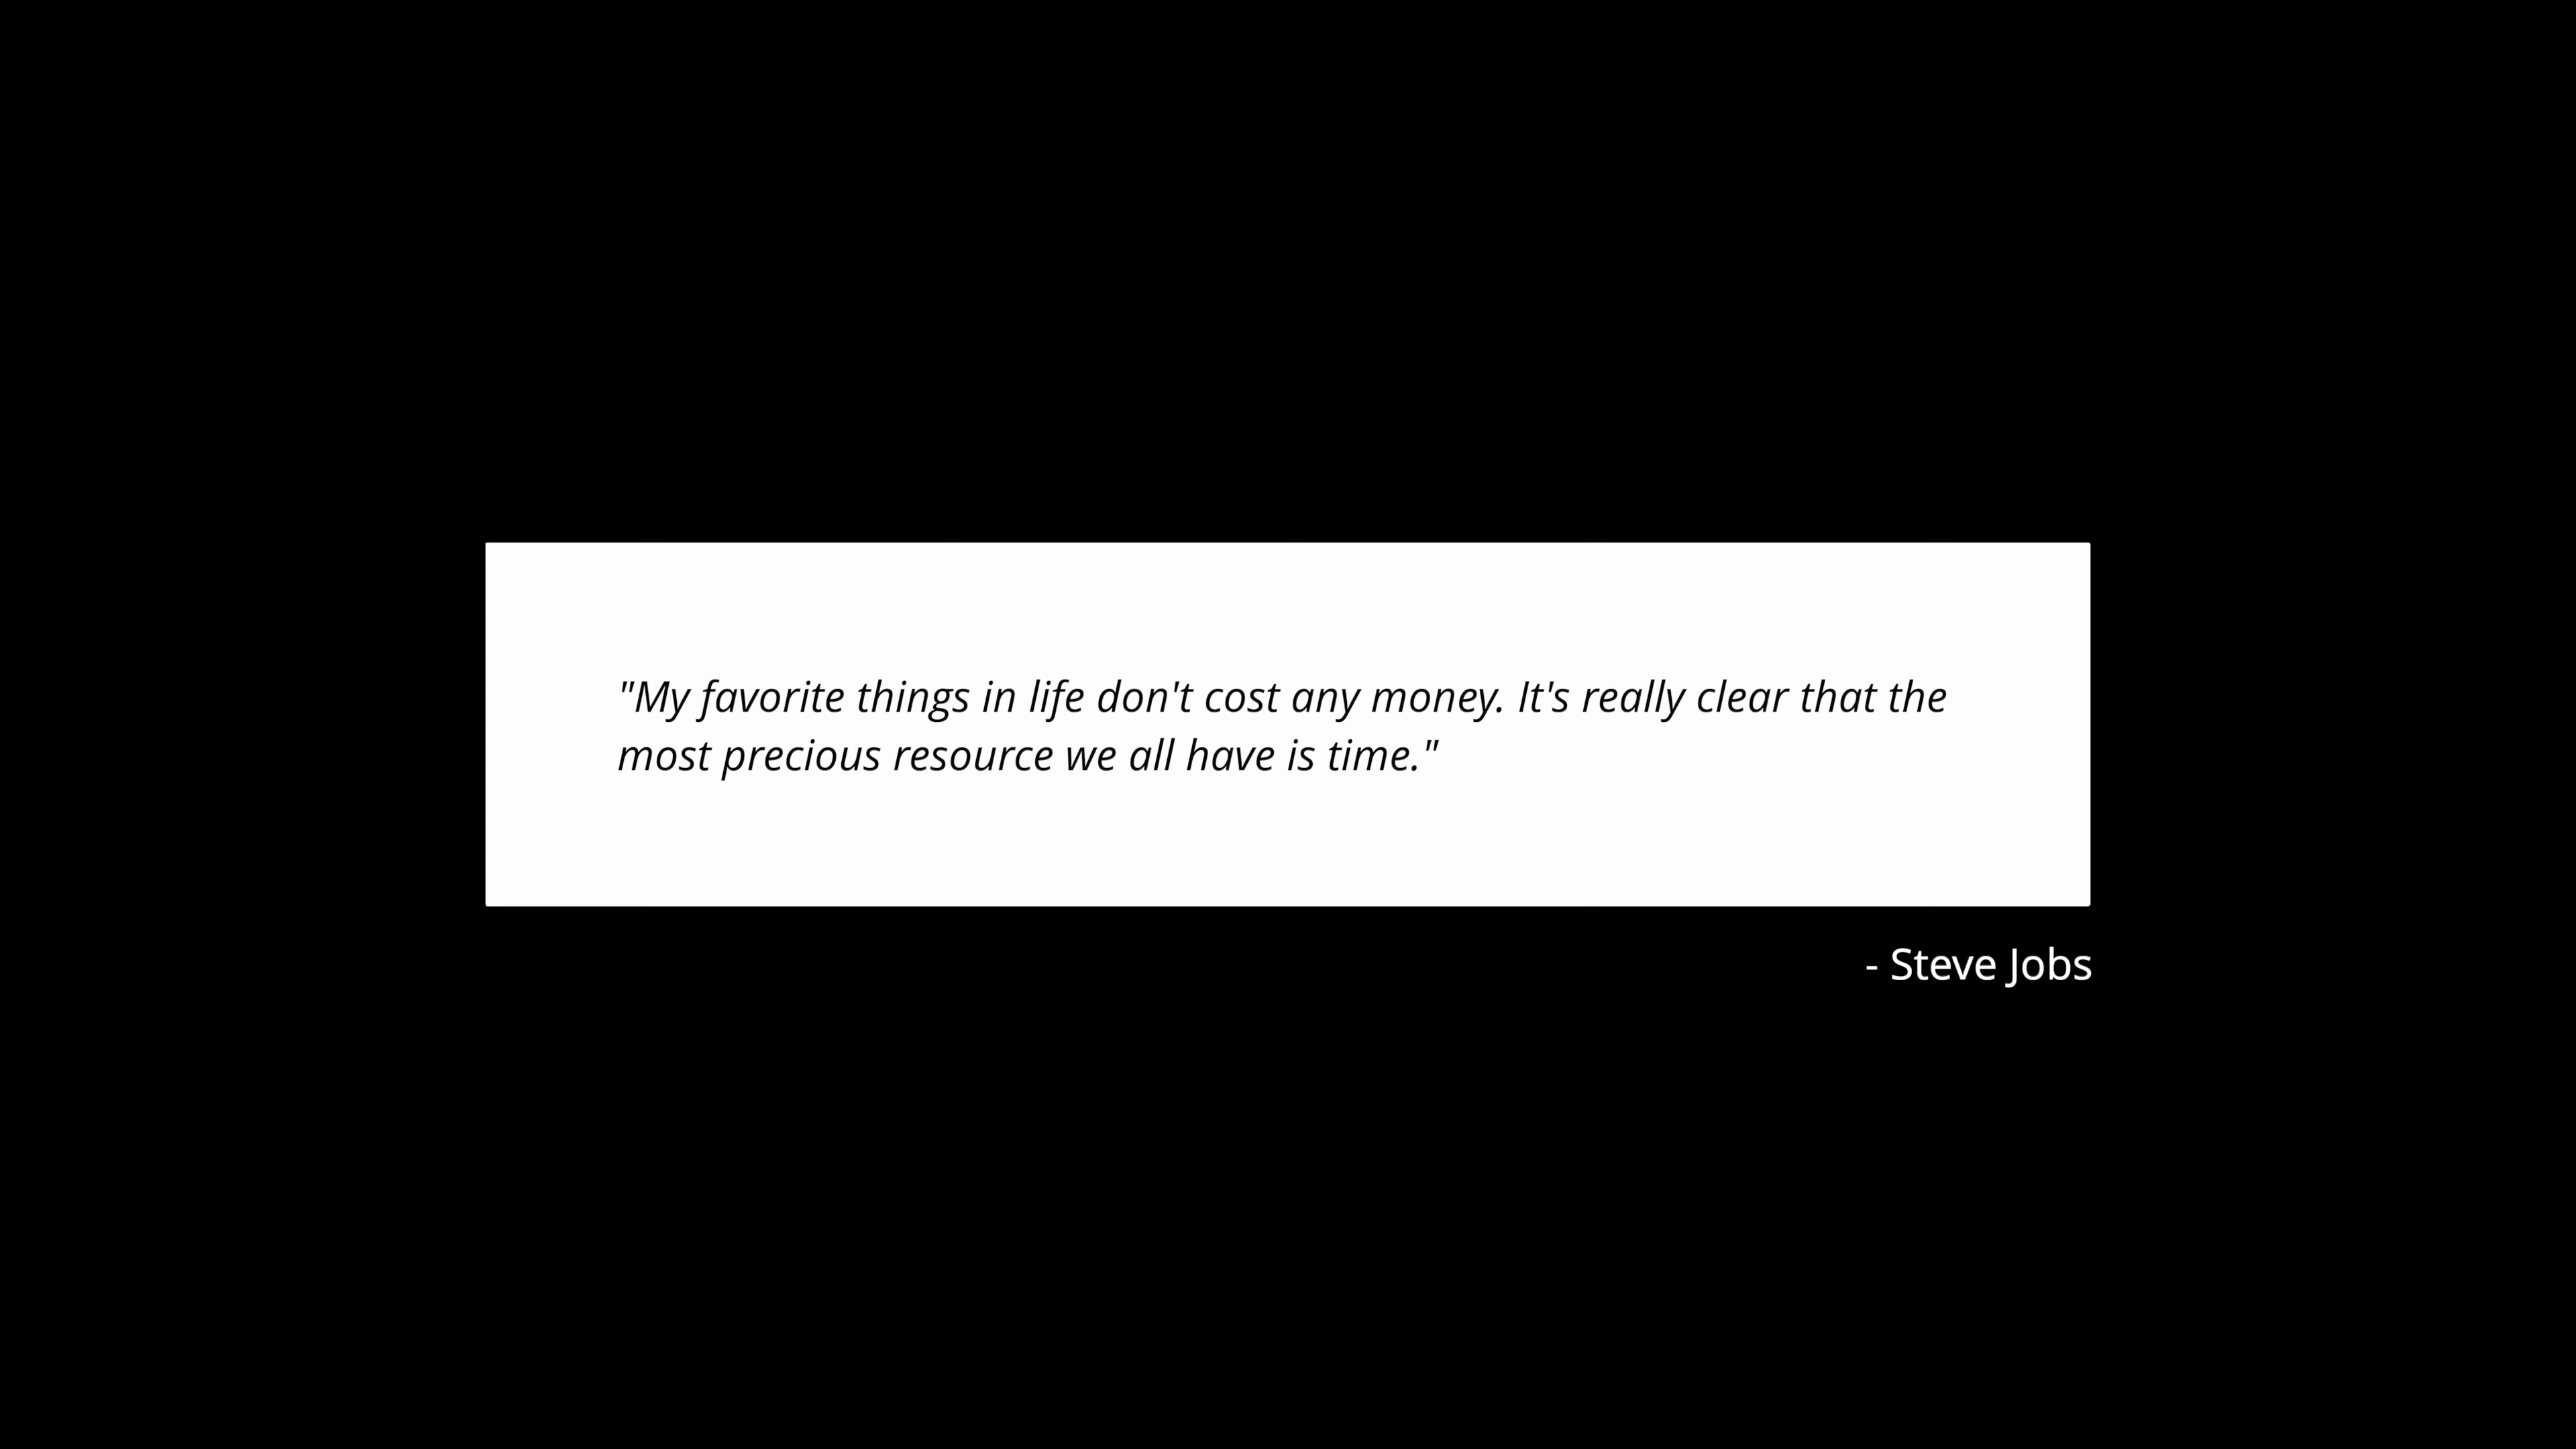 "My favorite things in life don't cost any money. It's really clear that the
most precious resource we all have is time."
- Steve Jobs